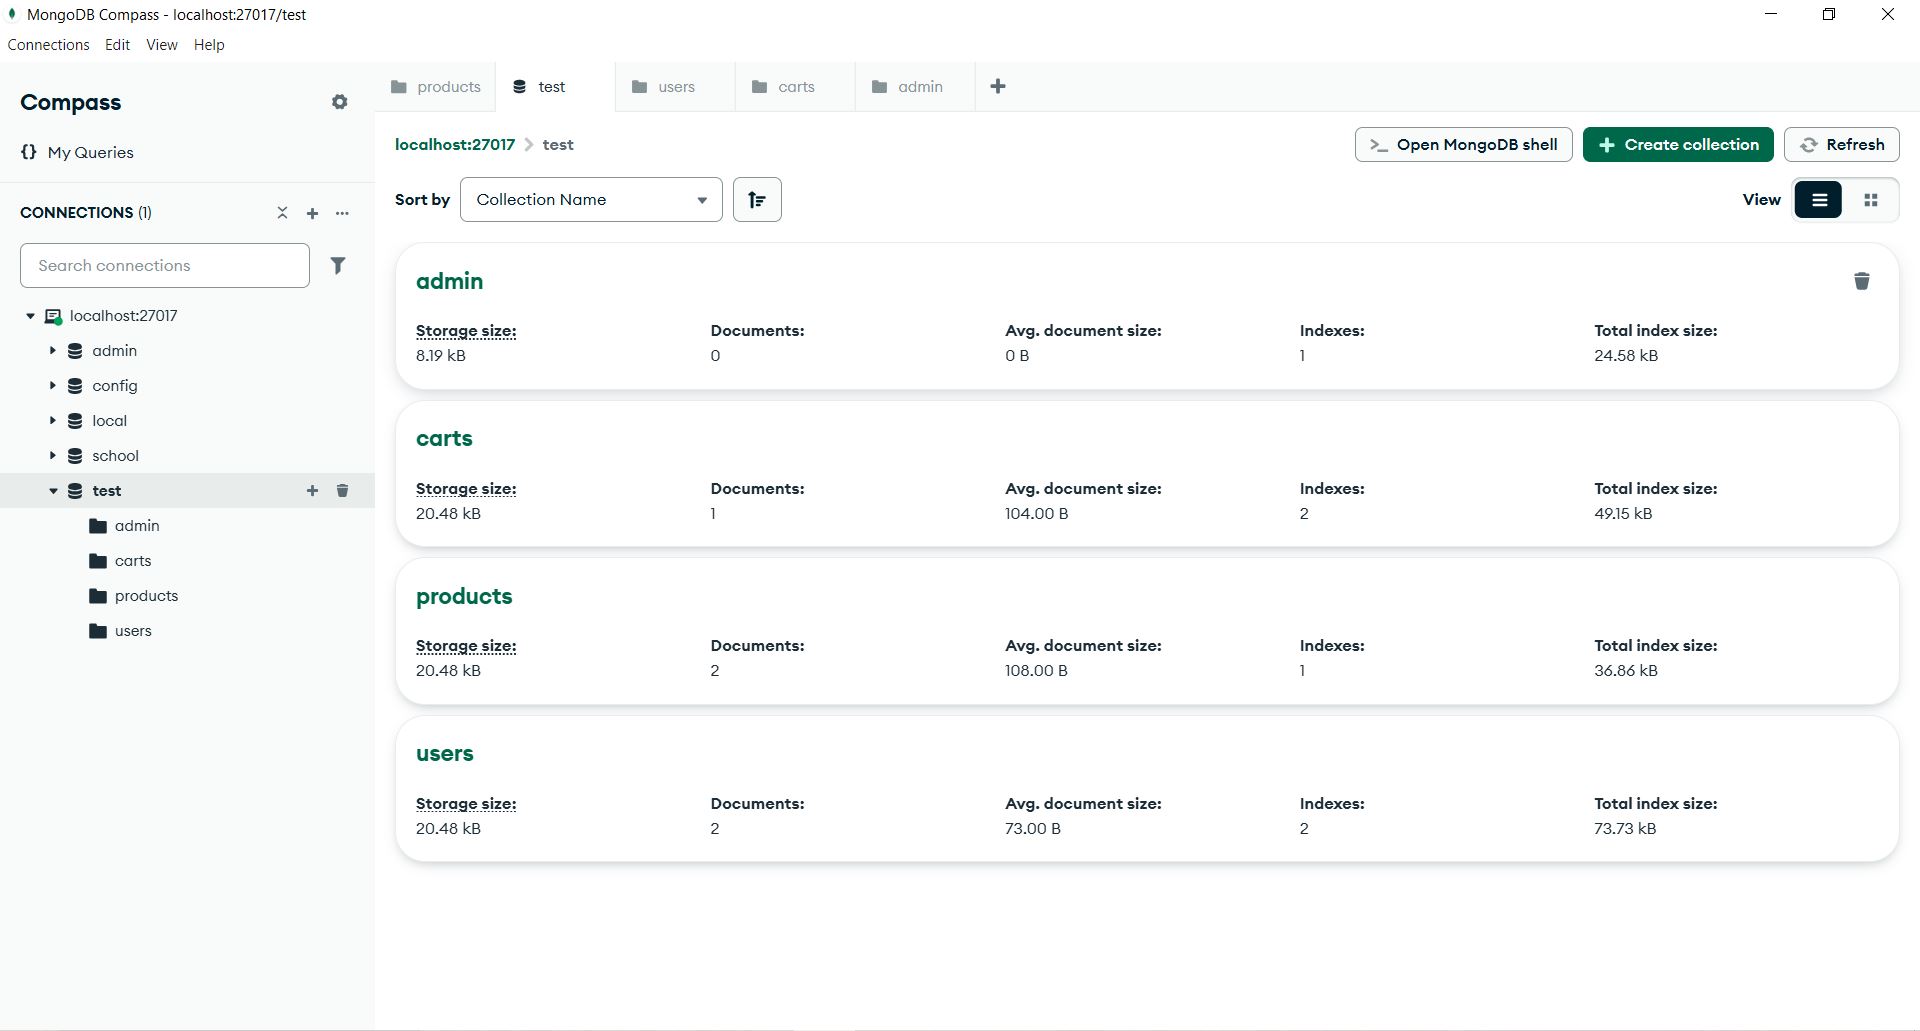 MongoDB Compass - localhost:27017/test
Connections Edit View Help
Compass
{} My Queries
CONNECTIONS (1)
Search connections
localhost:27017
admin
config
local
school
test
admin
carts
products
users
products test users carts admin
localhost:27017 > test
>_ Open MongoDB shell + Create collection Refresh
Sort by Collection Name View
admin
Storage size: Documents: Avg. document size: Indexes: Total index size:
8.19 kB 0 0 B 1 24.58 kB
carts
Storage size: Documents: Avg. document size: Indexes: Total index size:
20.48 kB 1 104.00 B 2 49.15 kB
products
Storage size: Documents: Avg. document size: Indexes: Total index size:
20.48 kB 2 108.00 B 1 36.86 kB
users
Storage size: Documents: Avg. document size: Indexes: Total index size:
20.48 kB 2 73.00 B 2 73.73 kB